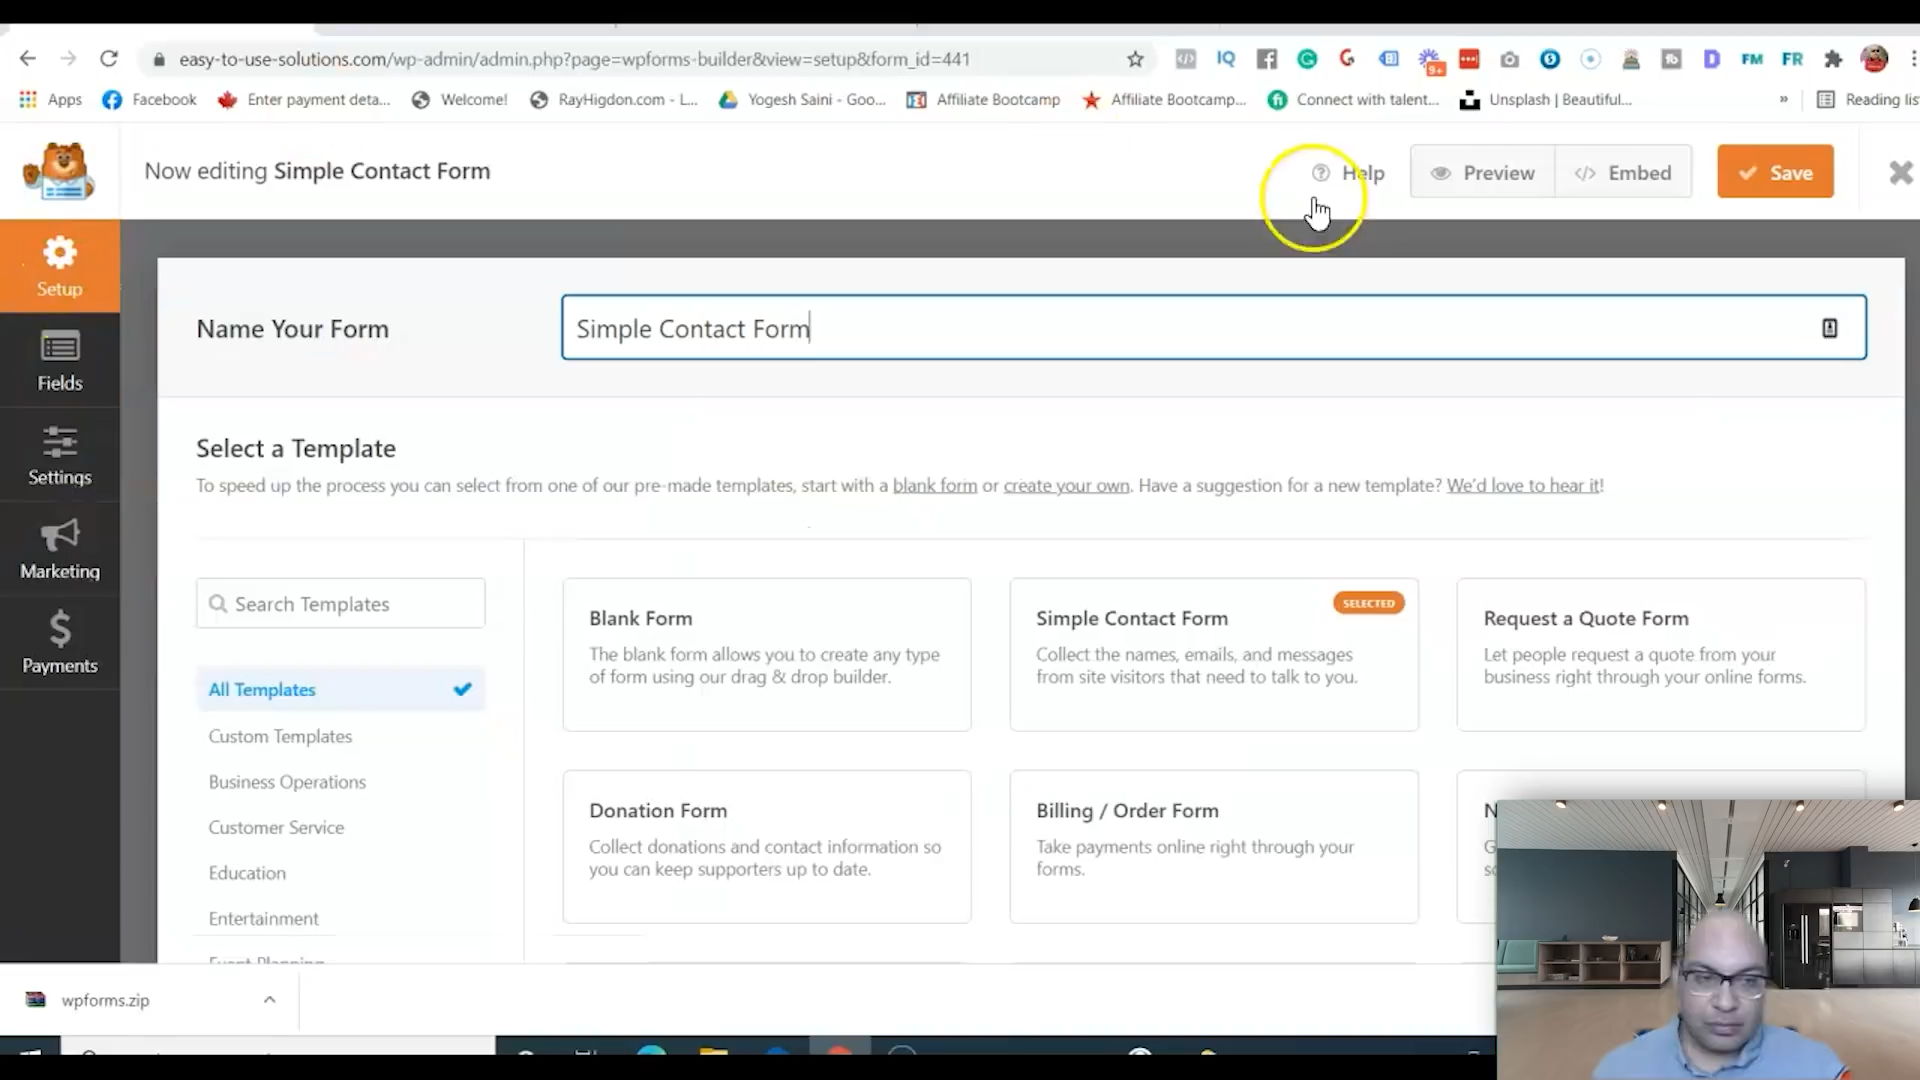 easy-to-use-solutions.com/wp-admin/admin.php?page=wpforms-builder&view=setup&form_id=441
IQ
G
9+
D
FM
FR
Apps
Facebook
Enter payment deta...
Welcome!
RayHigdon.com - L...
Yogesh Saini - Goo...
Affiliate Bootcamp
Affiliate Bootcamp...
Connect with talent...
Unsplash | Beautiful...
»
Reading lis
Now editing Simple Contact Form
Help
Preview
Embed
Save
Setup
Fields
Settings
Marketing
Payments
Name Your Form
Simple Contact Form
Select a Template
To speed up the process you can select from one of our pre-made templates, start with a blank form or create your own. Have a suggestion for a new template? We'd love to hear it!
Search Templates
All Templates
Custom Templates
Business Operations
Customer Service
Education
Entertainment
Event Planning
Blank Form
The blank form allows you to create any type
of form using our drag & drop builder.
Simple Contact Form
SELECTED
Collect the names, emails, and messages
from site visitors that need to talk to you.
Request a Quote Form
Let people request a quote from your
business right through your online forms.
Donation Form
Collect donations and contact information so
you can keep supporters up to date.
Billing / Order Form
Take payments online right through your
forms.
N
G
wpforms.zip